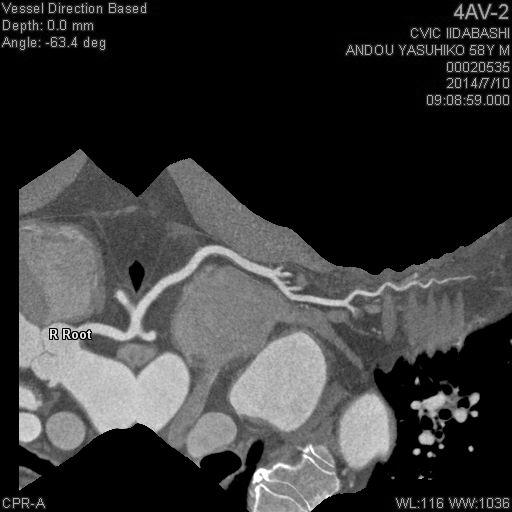 Vessel Direction Based
Depth: 0.0 mm
Angle: -63.4 deg
4AV-2
CVIC IIDABASHI
ANDOU YASUHIKO 58Y M
00020535
2014/7/10
09:08:59.000
R Root
CPR-A
WL:116 WW:1036